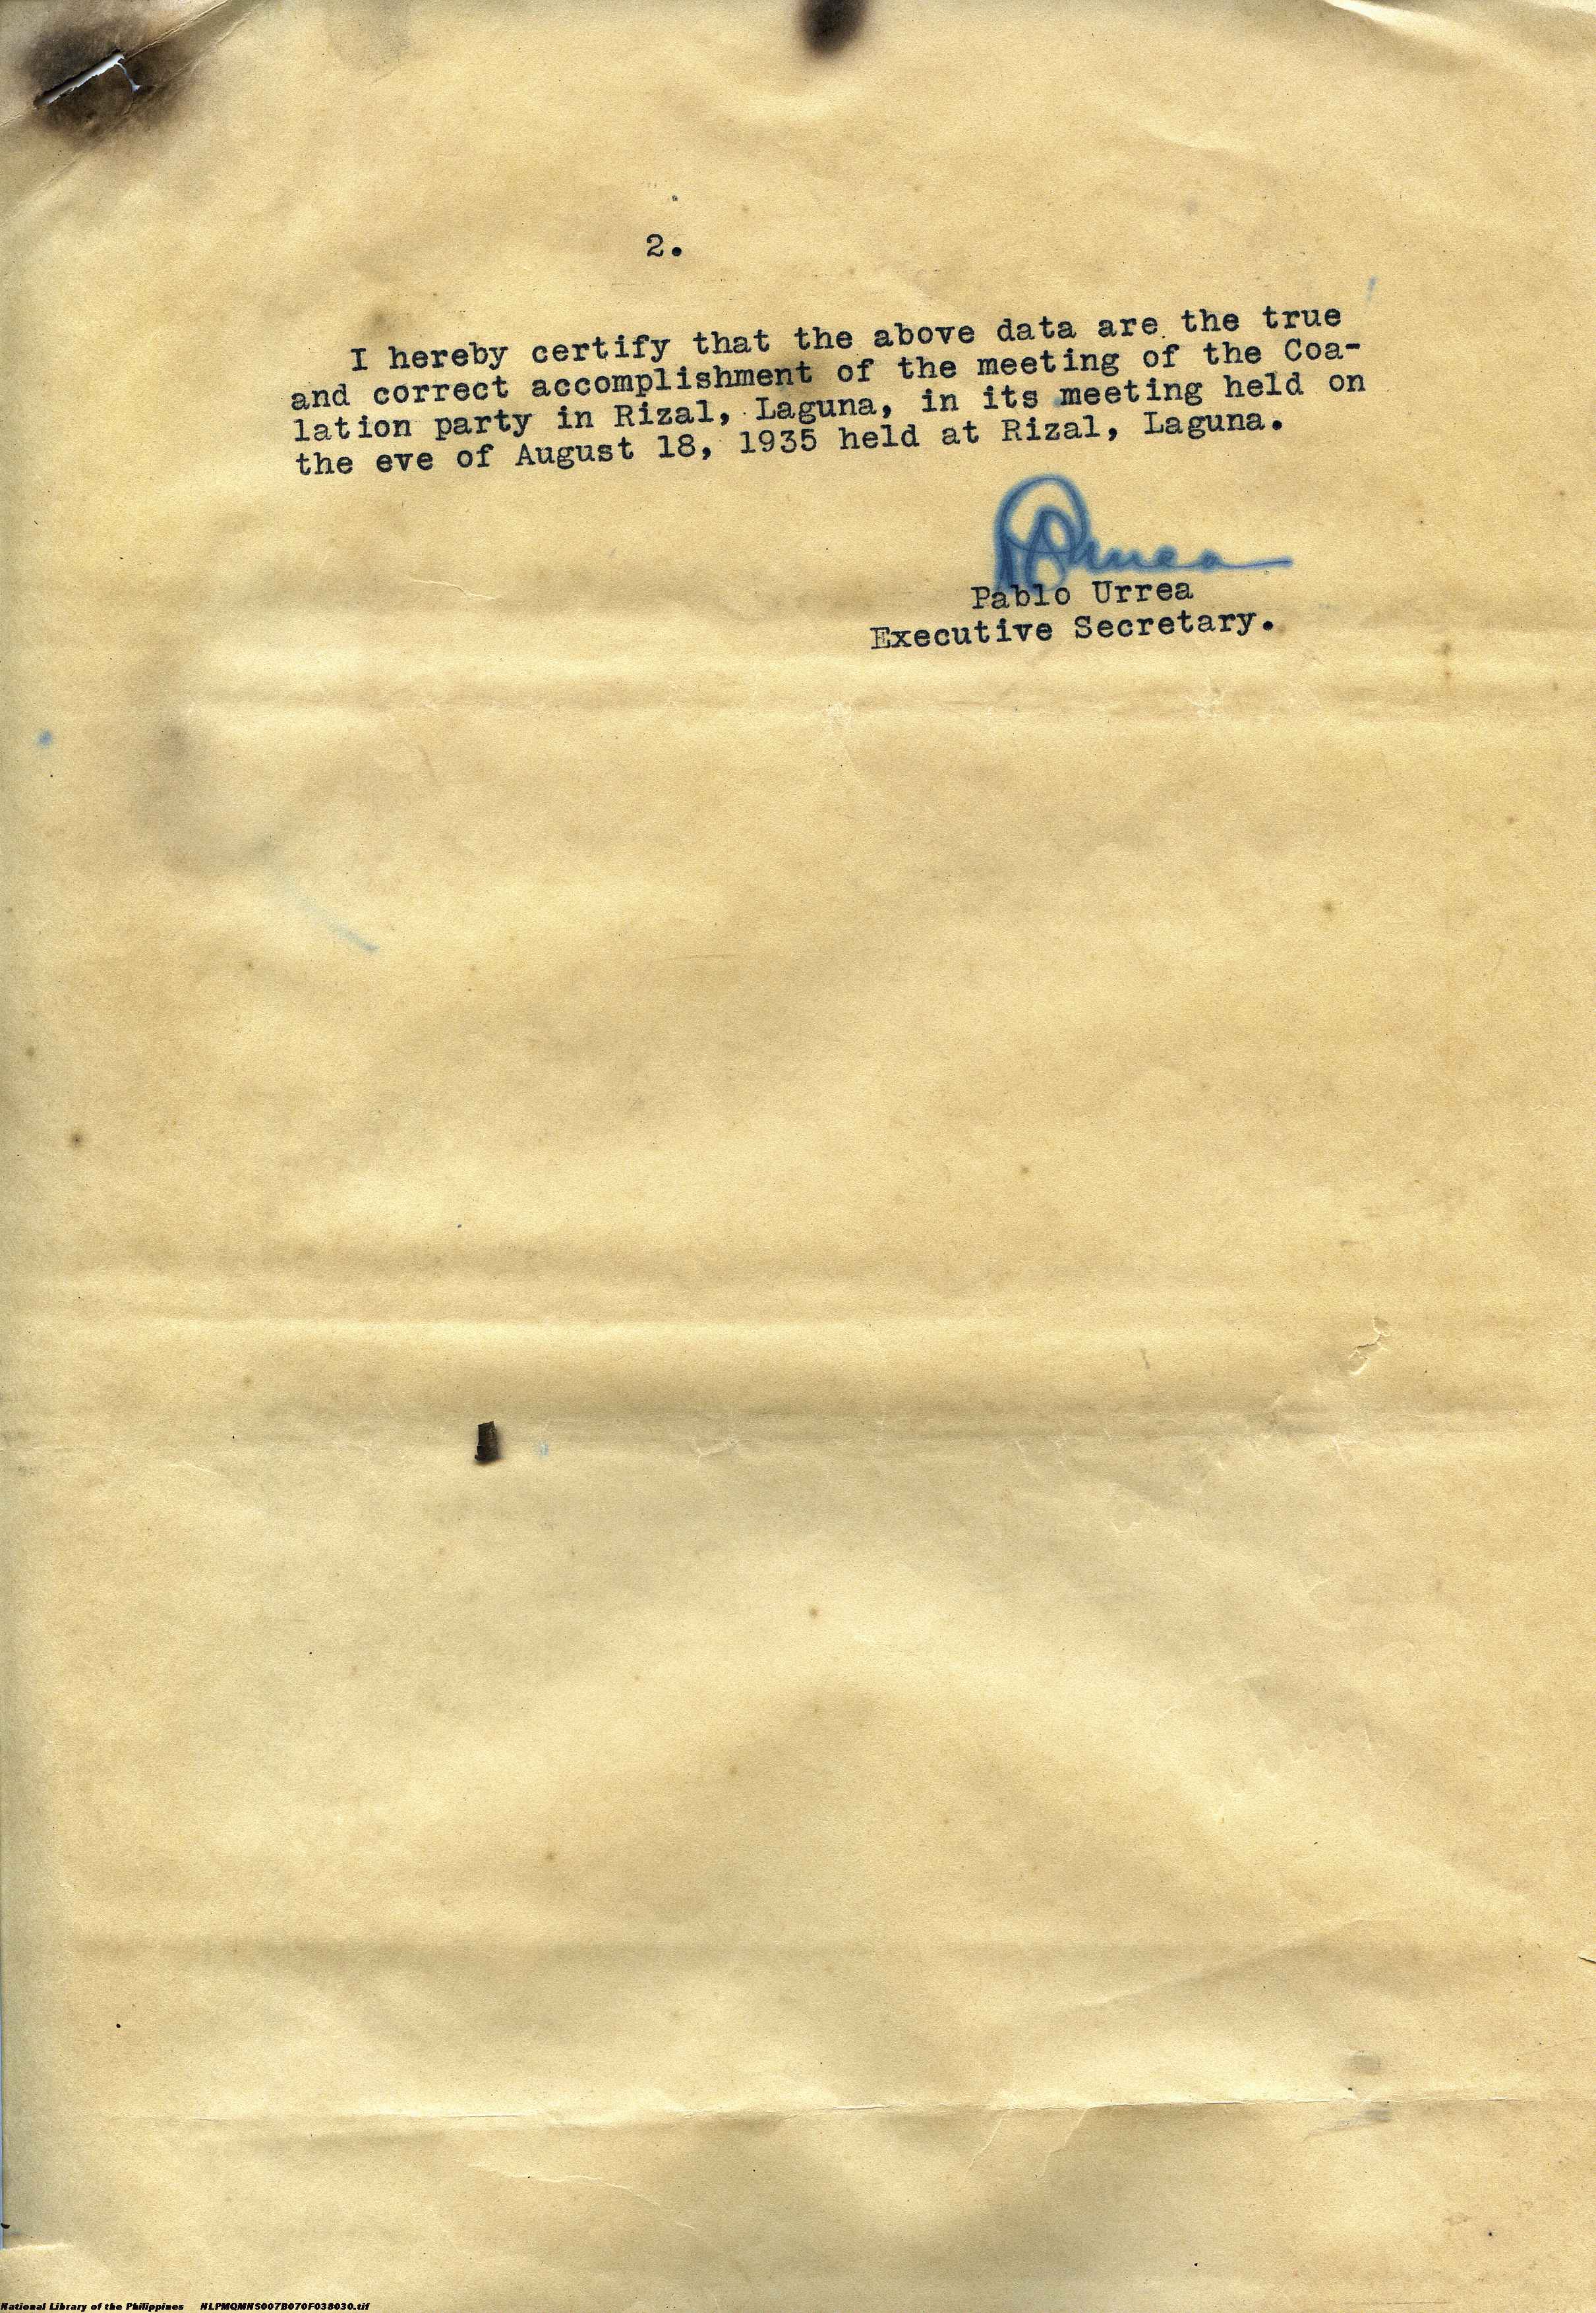 2.
I hereby certify that the above data are the true
and correct accomplishment of the meeting of the Coa-
lation party in Rizal, Laguna, in its meeting held on
the eve of August 18, 1935 held at Rizal, Laguna.
Pablo Urrea
Executive Secretary.
National Library of the Philippines NLPMQMNS007B070F038030.tif